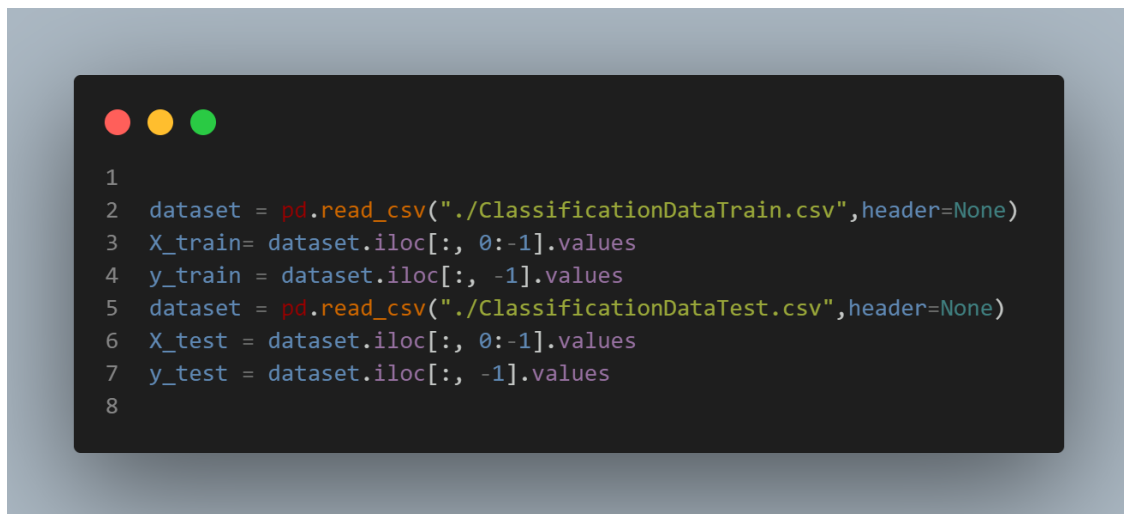 1
2 dataset = pd.read_csv("./ClassificationDataTrain.csv",header=None)
3 X_train= dataset.iloc[:, 0:-1].values
4 y_train = dataset.iloc[:, -1].values
5 dataset = pd.read_csv("./ClassificationDataTest.csv",header=None)
6 X_test = dataset.iloc[:, 0:-1].values
7 y_test = dataset.iloc[:, -1].values
8